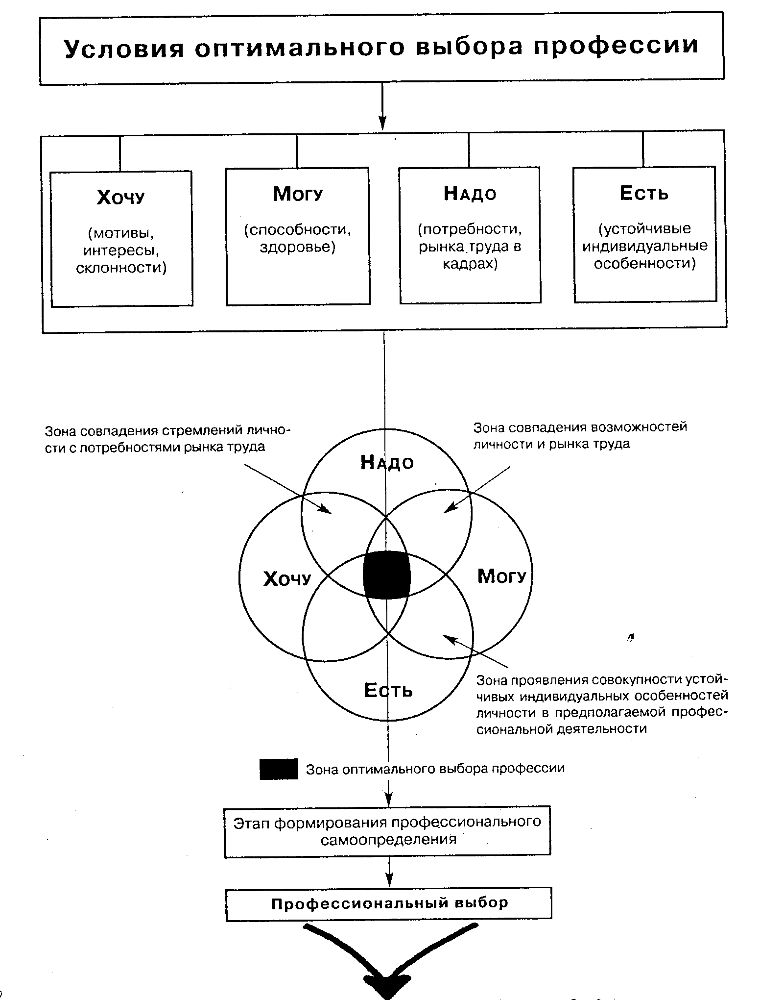 Условия оптимального выбора профессии
Хочу
(мотивы,
интересы,
склонности)
Могу
(способности,
здоровье)
Надо
(потребности,
рынка труда в
кадрах)
Есть
(устойчивые
индивидуальные
особенности)
Зона совпадения стремлений лично-
сти с потребностями рынка труда
Зона совпадения возможностей
личности и рынка труда
Надо
Хочу
Могу
Есть
Зона проявления совокупности устой-
чивых индивидуальных особенностей
личности в предполагаемой профес-
сиональной деятельности
Зона оптимального выбора профессии
Этап формирования профессионального
самоопределения
Профессиональный выбор